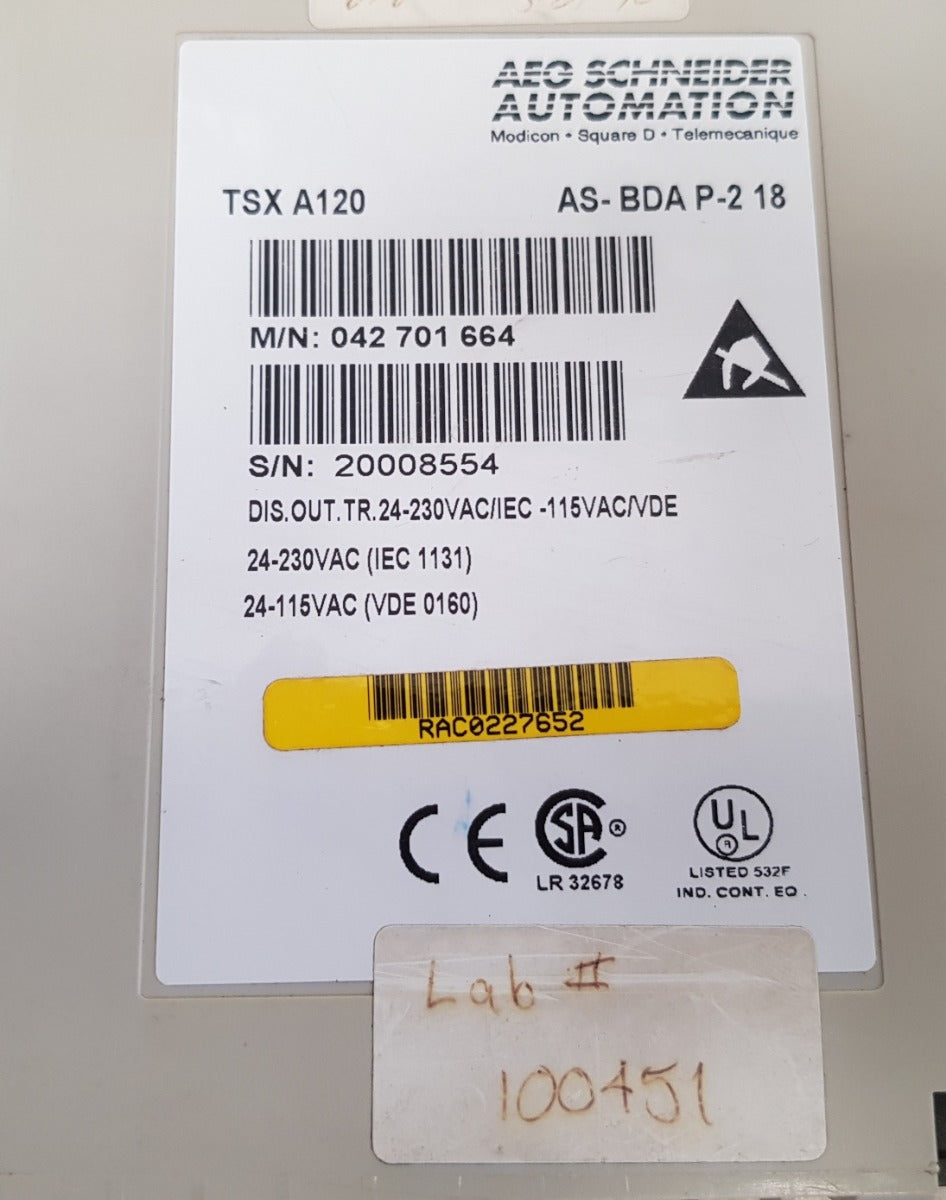 AEG SCHNEIDER
AUTOMATION
Modicon • Square D • Telemecanique
TSX A120 AS- BDA P-2 18
M/N: 042 701 664
S/N: 20008554
DIS.OUT.TR.24-230VAC/IEC -115VAC/VDE
24-230VAC (IEC 1131)
24-115VAC (VDE 0160)
RAC0227652
CE SA ® UL ®
LR 32678
LISTED 532F
IND. CONT. EQ.
Lab #
100451